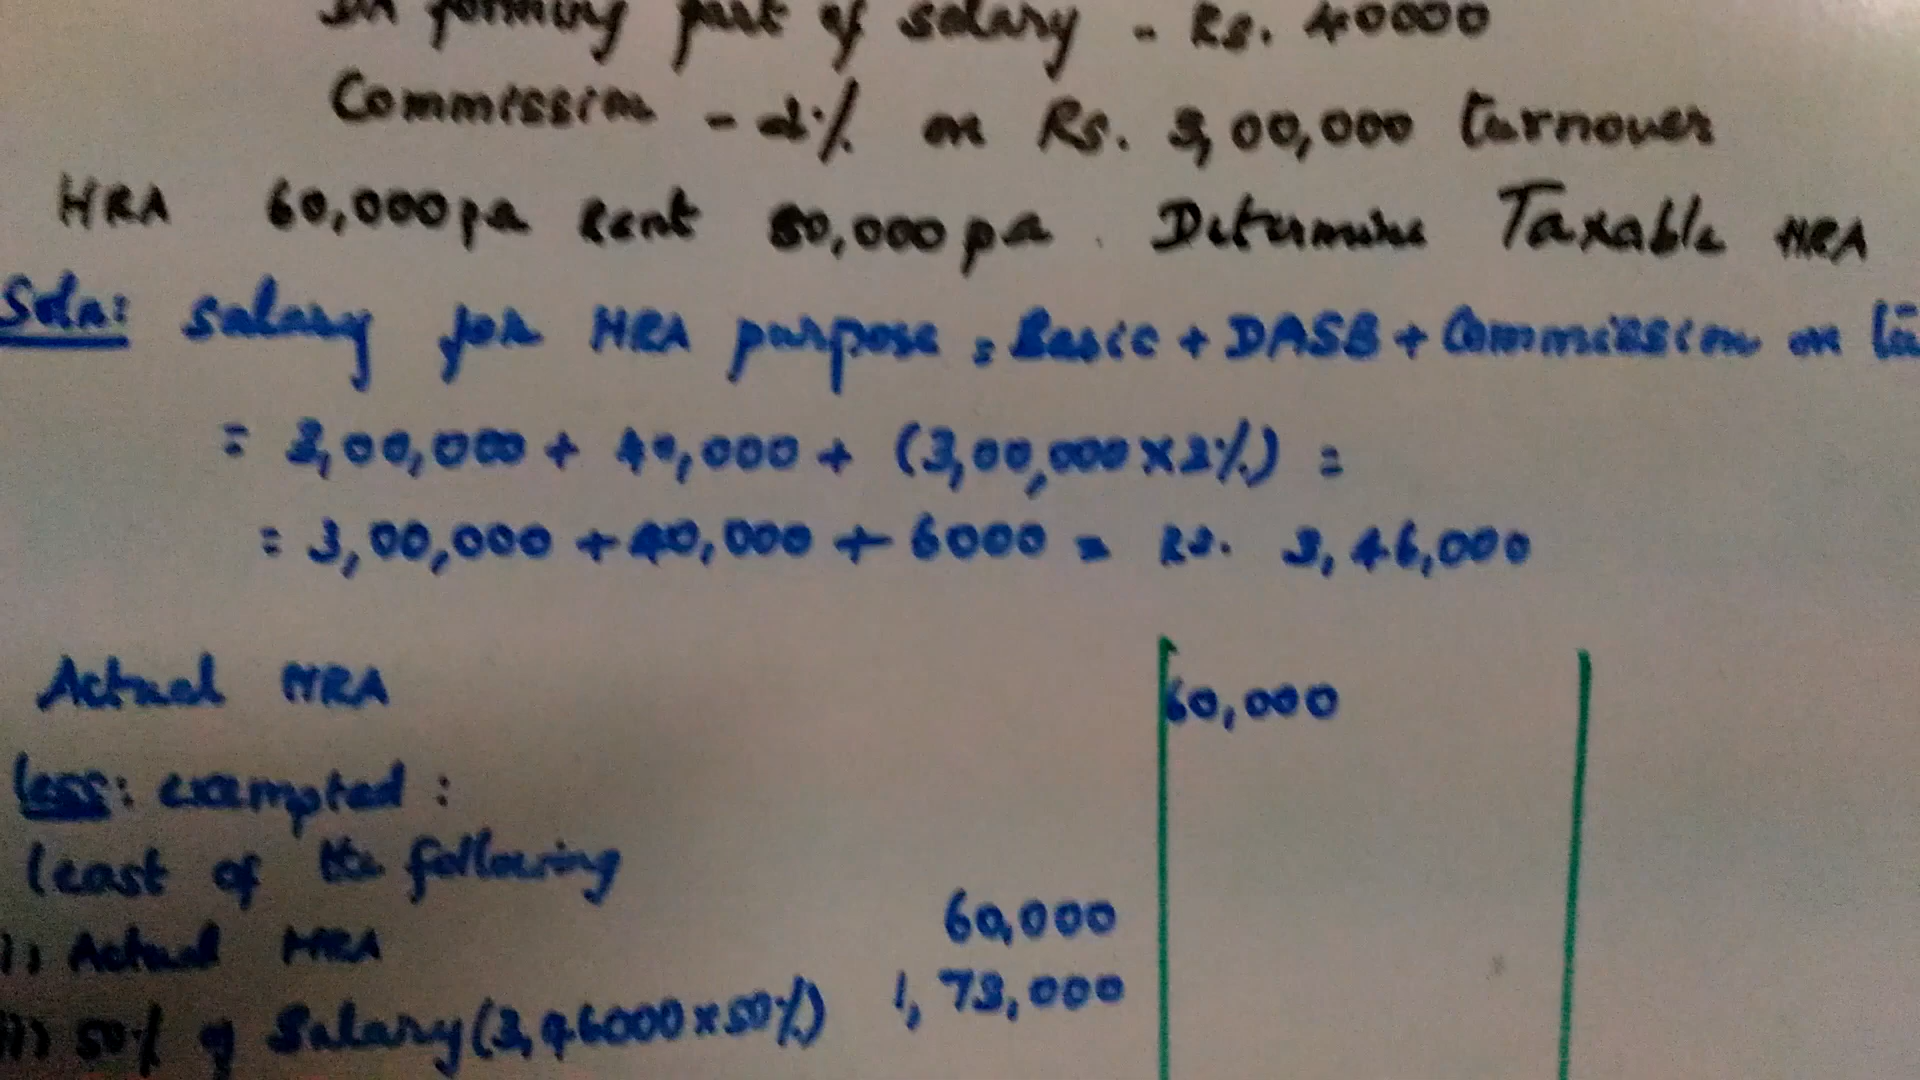 DA forming part of salary - Rs. 40000
Commission - 2% on Rs. 3,00,000 turnover
HRA 60,000 pa Rent 80,000 pa. Determine Taxable HRA
Soln: Salary for HRA purpose = Basic + DASB + Commission on
= 3,00,000 + 40,000 + (3,00,000 x 2%) =
= 3,00,000 + 40,000 + 6000 = Rs. 3,46,000
Actual HRA 60,000
less: exempted :
least of the following
i) Actual HRA 60,000
ii) 50% of Salary (3,46000 x 50%) 1,73,000